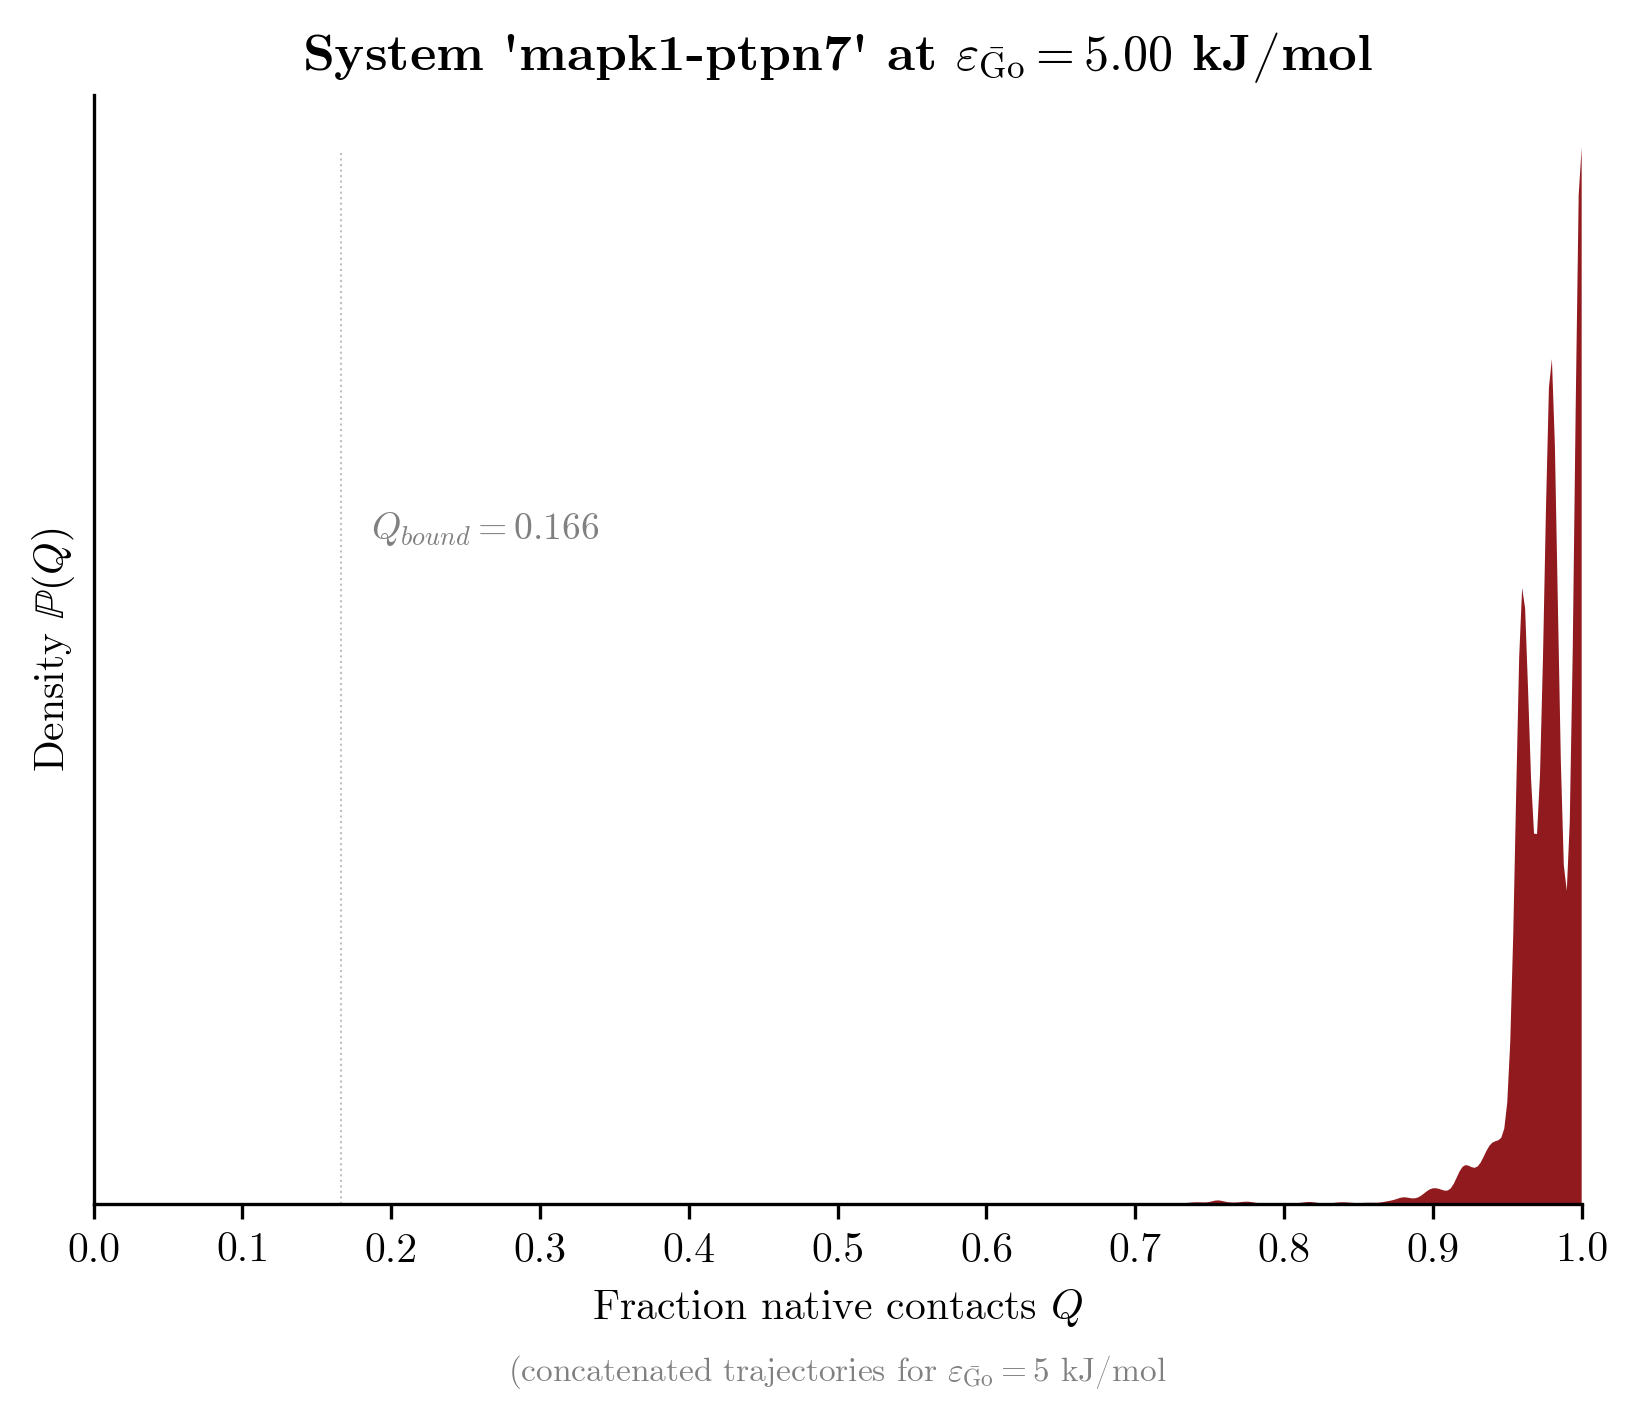 System 'mapk1-ptpn7' at ε_Ḡo = 5.00 kJ/mol
Density ℙ(Q)
Q_bound = 0.166
0.0 0.1 0.2 0.3 0.4 0.5 0.6 0.7 0.8 0.9 1.0
Fraction native contacts Q
(concatenated trajectories for ε_Ḡo = 5 kJ/mol